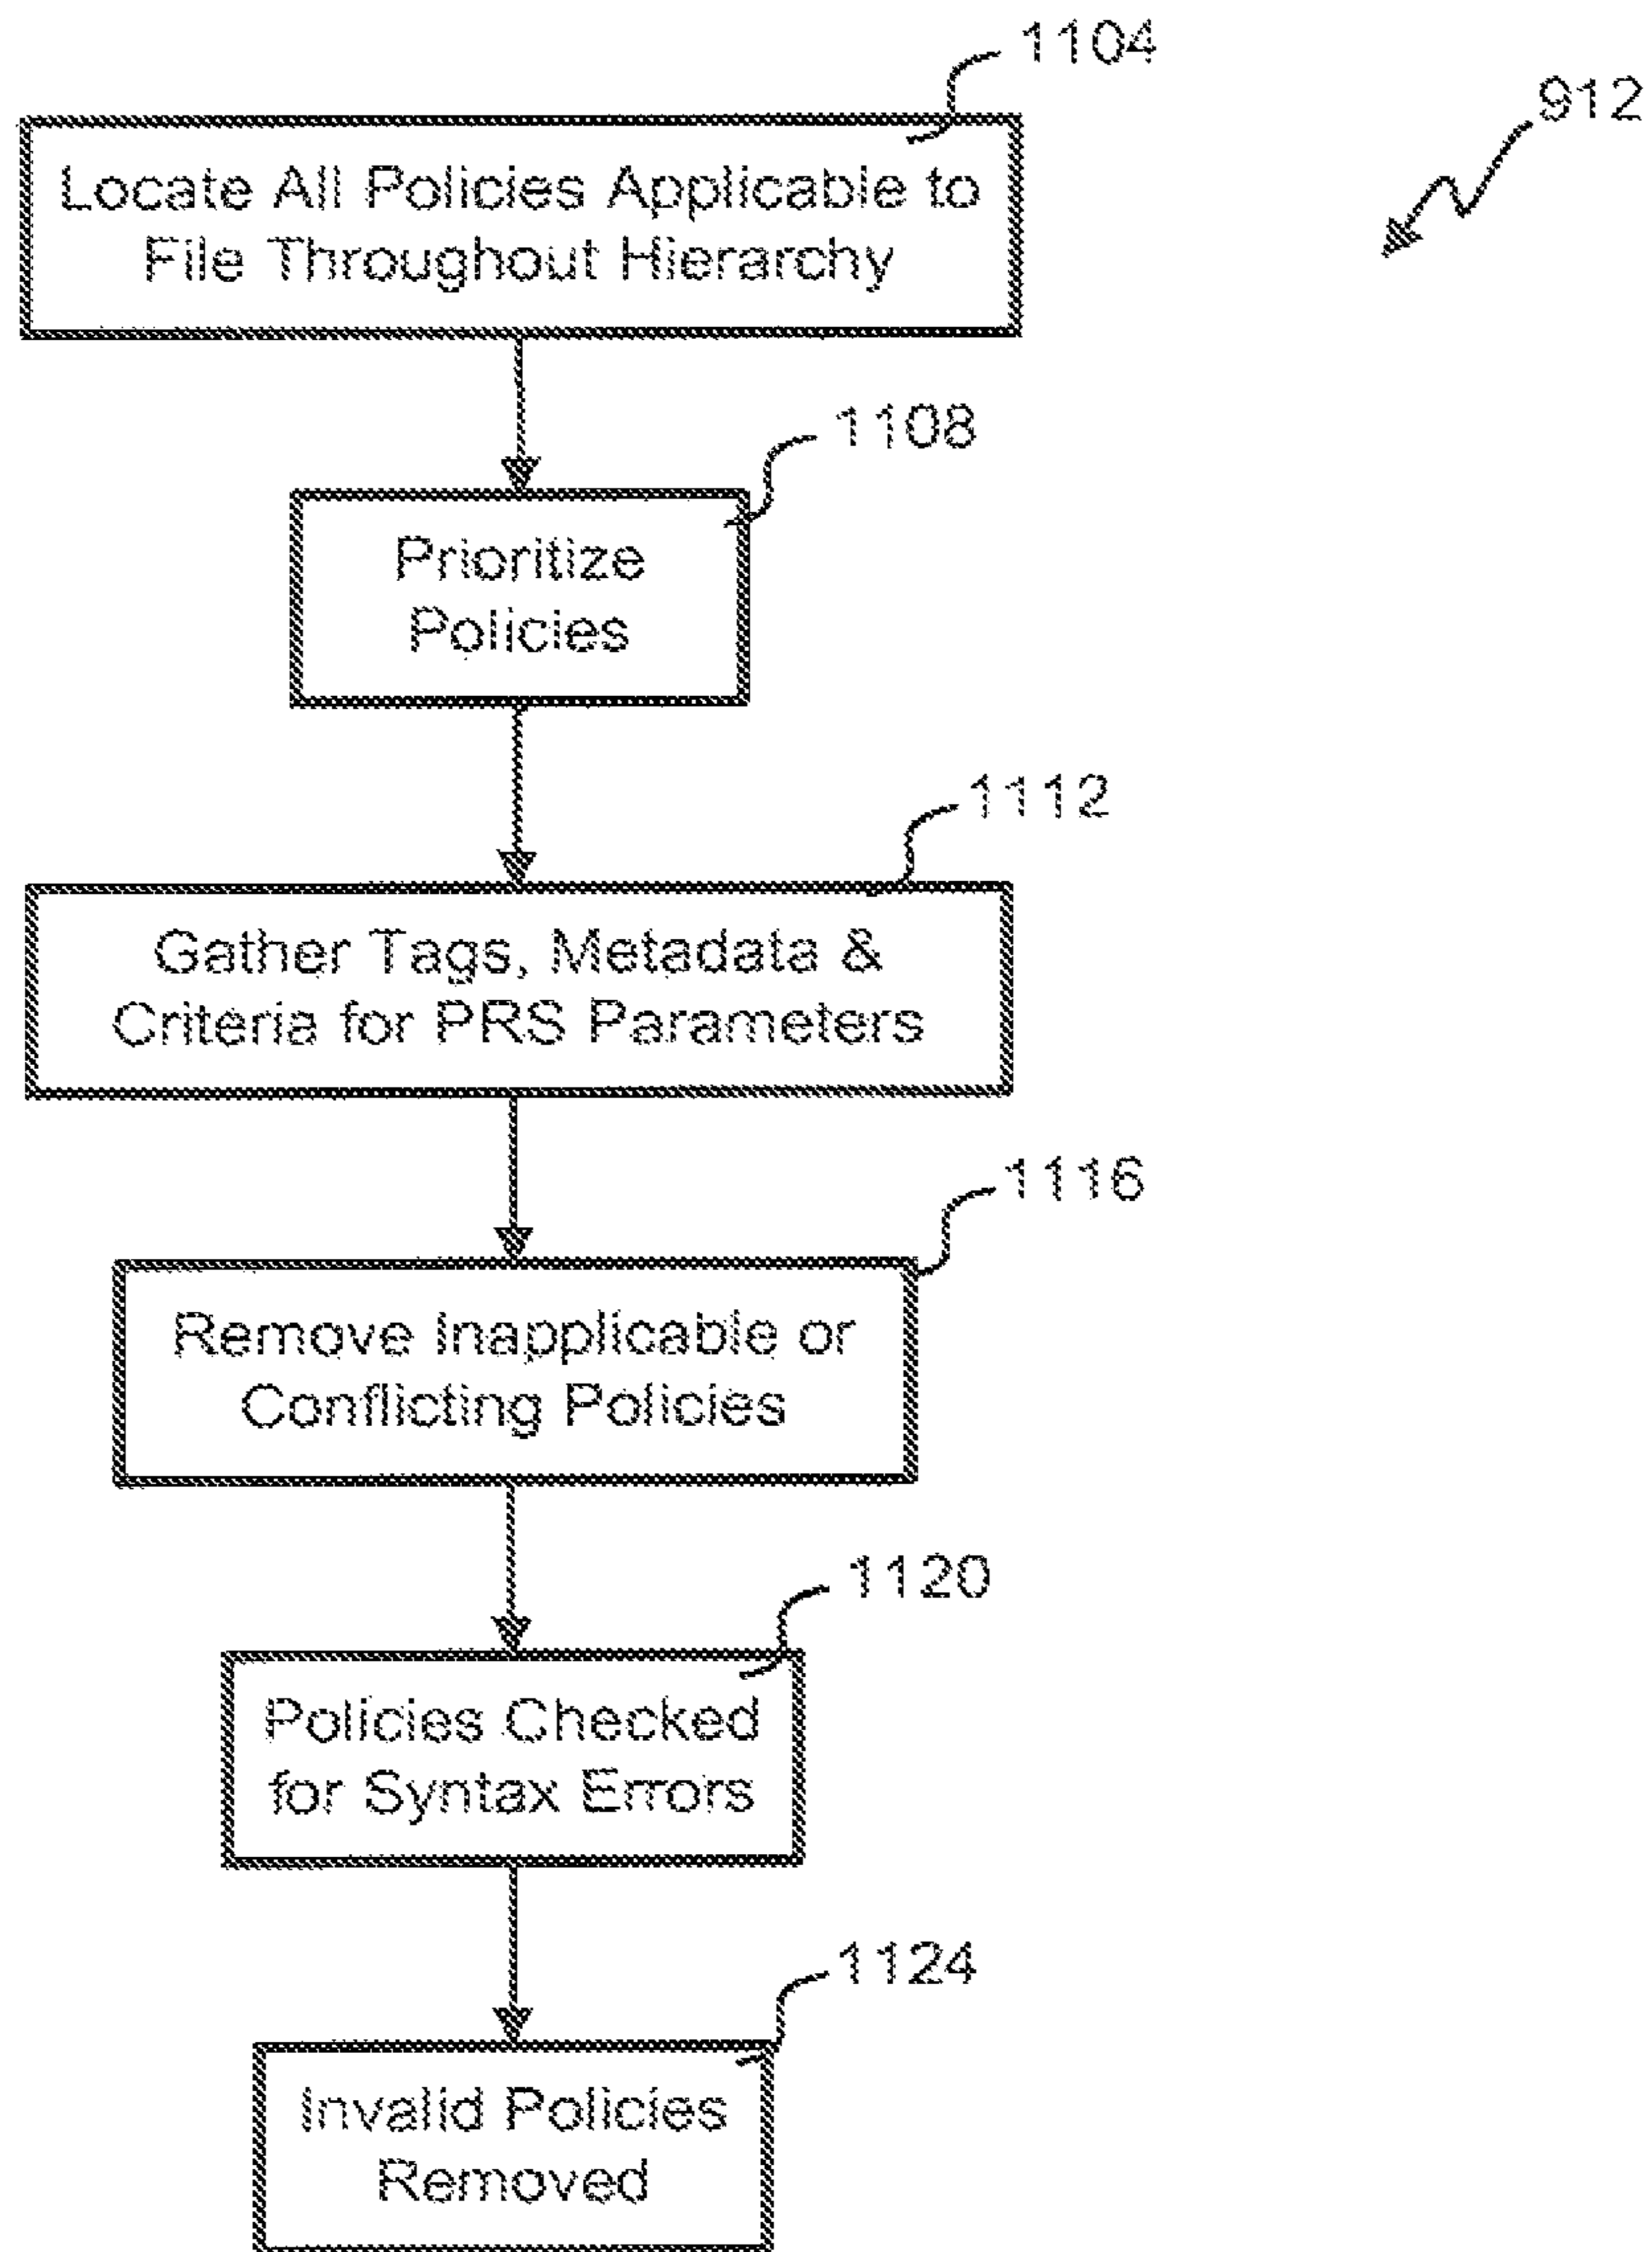 1104
912
Locate All Policies Applicable to
File Throughout Hierarchy
1108
Prioritize
Policies
1112
Gather Tags, Metadata &
Criteria for PRS Parameters
1116
Remove Inapplicable or
Conflicting Policies
1120
Policies Checked
for Syntax Errors
1124
Invalid Policies
Removed